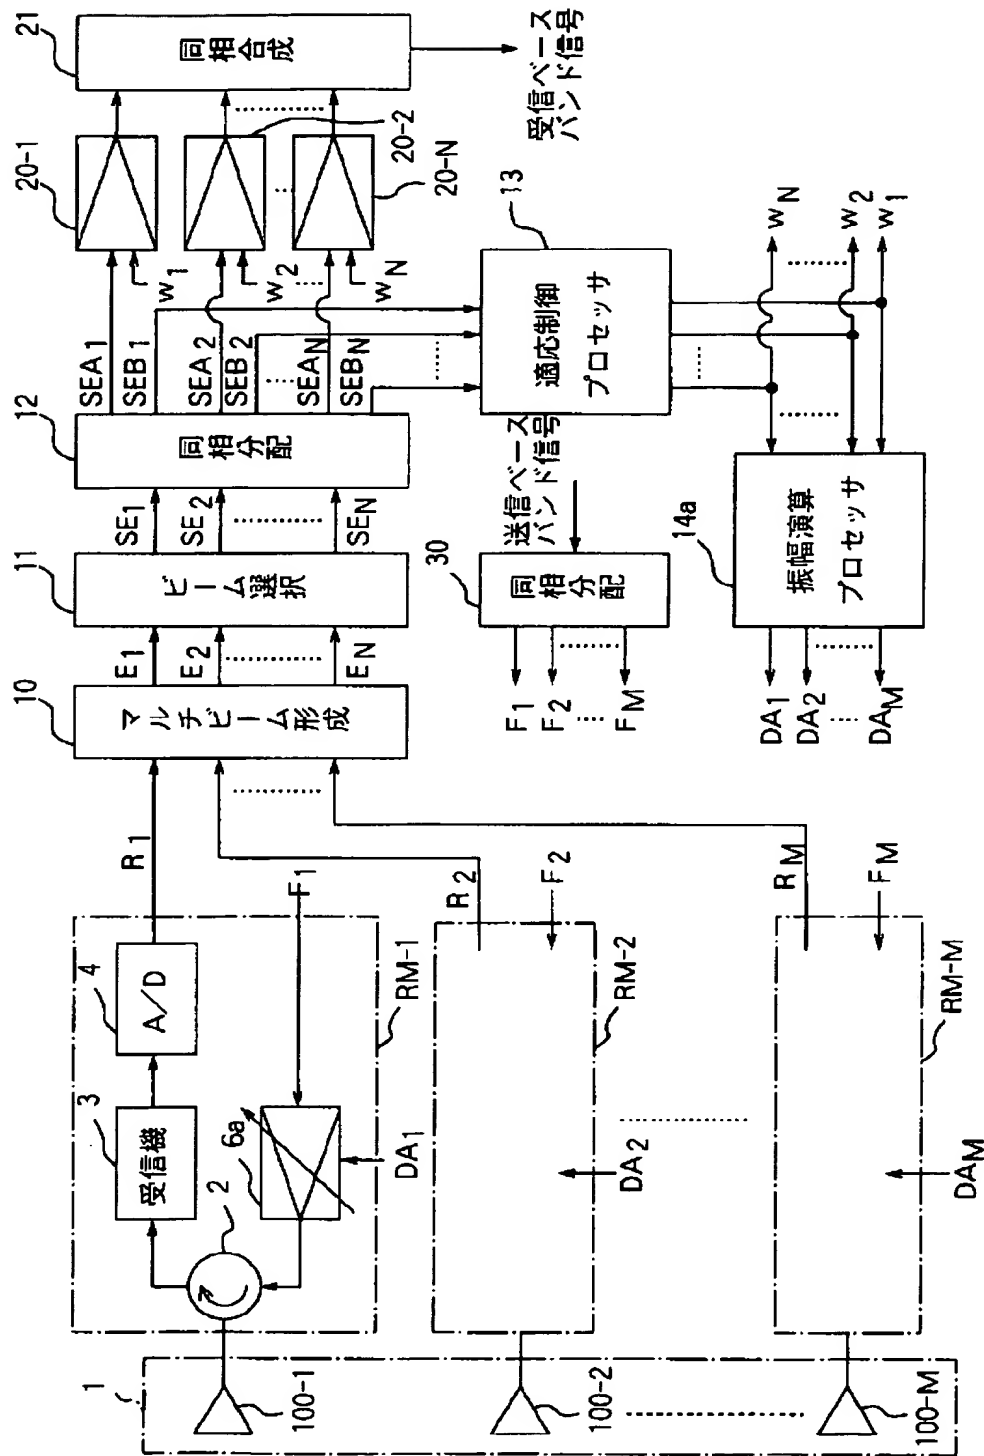 1
100-1
100-2
100-M
2
3
受信機
4
A/D
6a
F1
DA1
RM-1
R1
R2
F2
DA2
RM-2
RM
FM
DAM
RM-M
10
マルチビーム形成
E1
E2
EN
11
ビーム選択
SE1
SE2
SEN
12
同相分配
SEA1
SEB1
SEA2
SEB2
SEAN
SEBN
20-1
w1
20-2
w2
20-N
wN
21
同相合成
受信ベース
バンド信号
13
適応制御
プロセッサ
wN
w2
w1
送信ベース
バンド信号
30
同相分配
F1
F2
FM
14a
振幅演算
プロセッサ
DA1
DA2
DAM